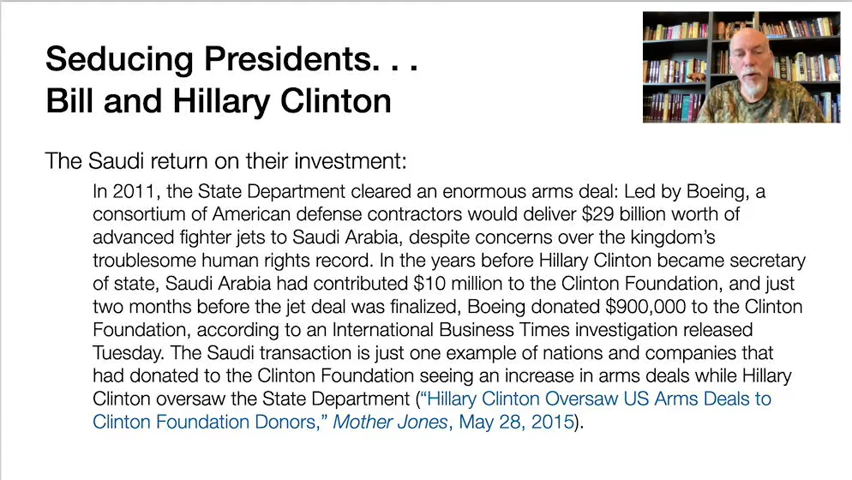 Seducing Presidents. . .
Bill and Hillary Clinton
The Saudi return on their investment:
In 2011, the State Department cleared an enormous arms deal: Led by Boeing, a
consortium of American defense contractors would deliver $29 billion worth of
advanced fighter jets to Saudi Arabia, despite concerns over the kingdom's
troublesome human rights record. In the years before Hillary Clinton became secretary
of state, Saudi Arabia had contributed $10 million to the Clinton Foundation, and just
two months before the jet deal was finalized, Boeing donated $900,000 to the Clinton
Foundation, according to an International Business Times investigation released
Tuesday. The Saudi transaction is just one example of nations and companies that
had donated to the Clinton Foundation seeing an increase in arms deals while Hillary
Clinton oversaw the State Department (“Hillary Clinton Oversaw US Arms Deals to
Clinton Foundation Donors,” Mother Jones, May 28, 2015).